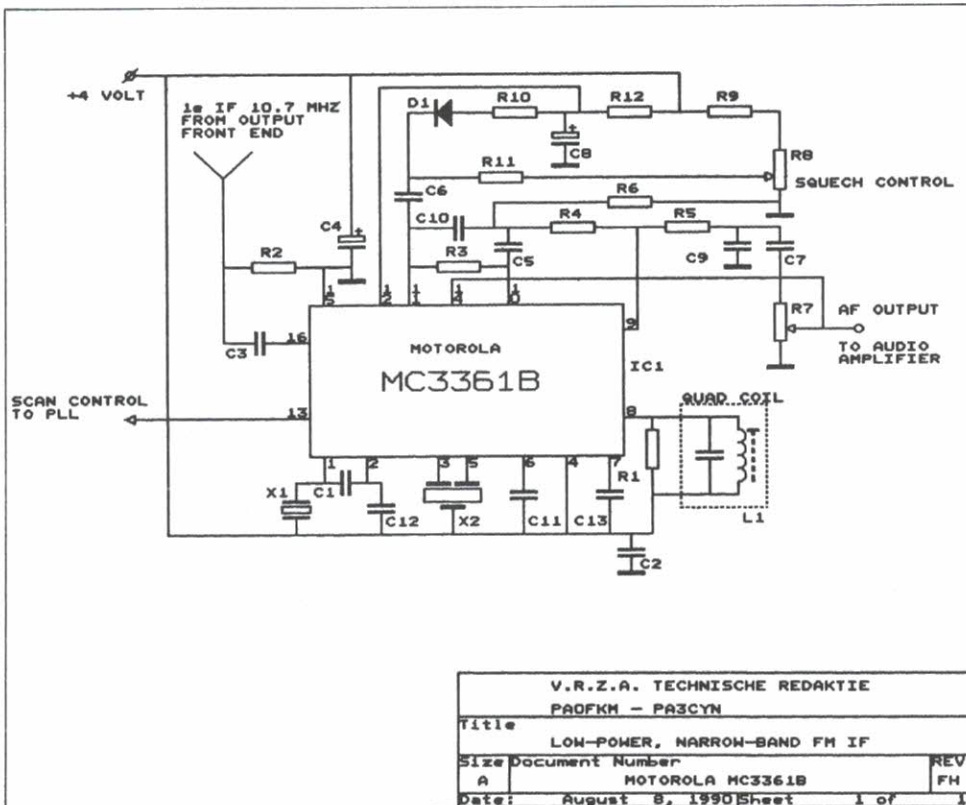 +4 VOLT
1e IF 10.7 MHZ
FROM OUTPUT
FRONT END
D1
R10
R12
R9
C8
R8
SQUECH CONTROL
R11
C6
R6
C10
R4
R5
C4
R2
R3
C5
C9
C7
15
12
11
14
10
R7
AF OUTPUT
TO AUDIO
AMPLIFIER
C3
16
9
MOTOROLA
MC3361B
IC1
SCAN CONTROL
TO PLL
13
8
QUAD COIL
1
2
3
5
6
4
7
R1
X1
C1
C12
X2
C11
C13
L1
C2
V.R.Z.A. TECHNISCHE REDAKTIE
PA0FKM - PA3CYN
Title
LOW-POWER, NARROW-BAND FM IF
Size Document Number REV
A MOTOROLA MC3361B FH
Date: August 8, 1990 Sheet 1 of 1